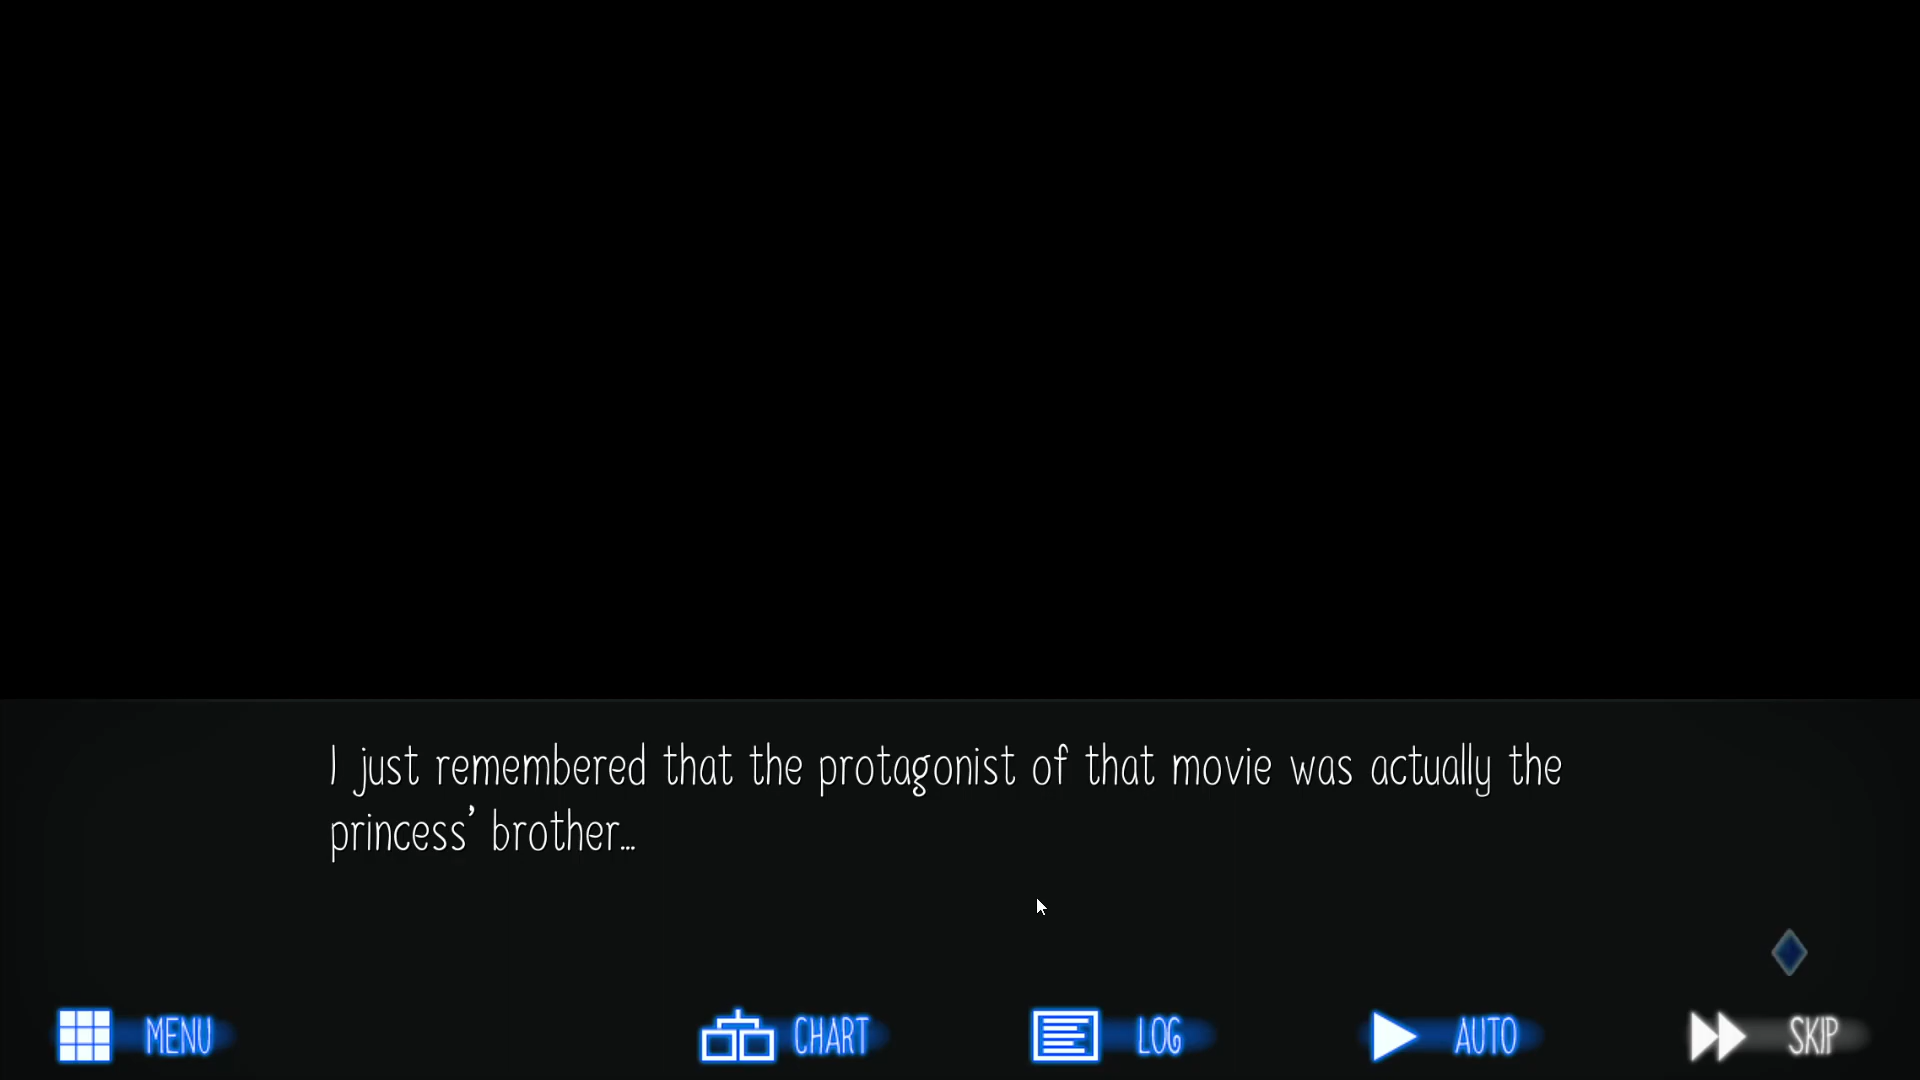 I just remembered that the protagonist of that movie was actually the
princess’ brother...
MENU
CHART
LOG
AUTO
SKIP